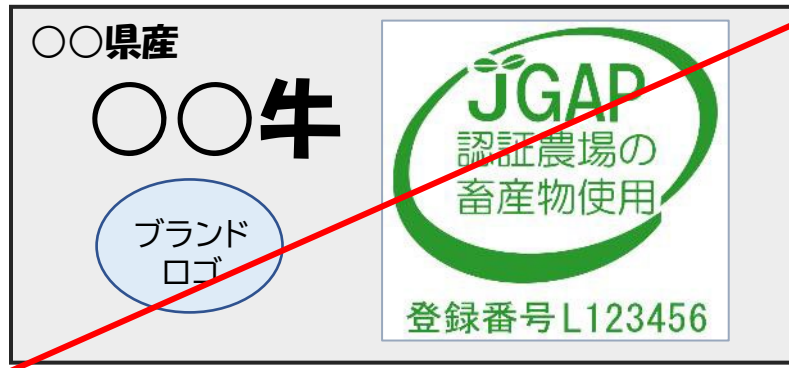 ○○県産
○○牛
ブランド
ロゴ
JGAP
認証農場の
畜産物使用
登録番号L123456